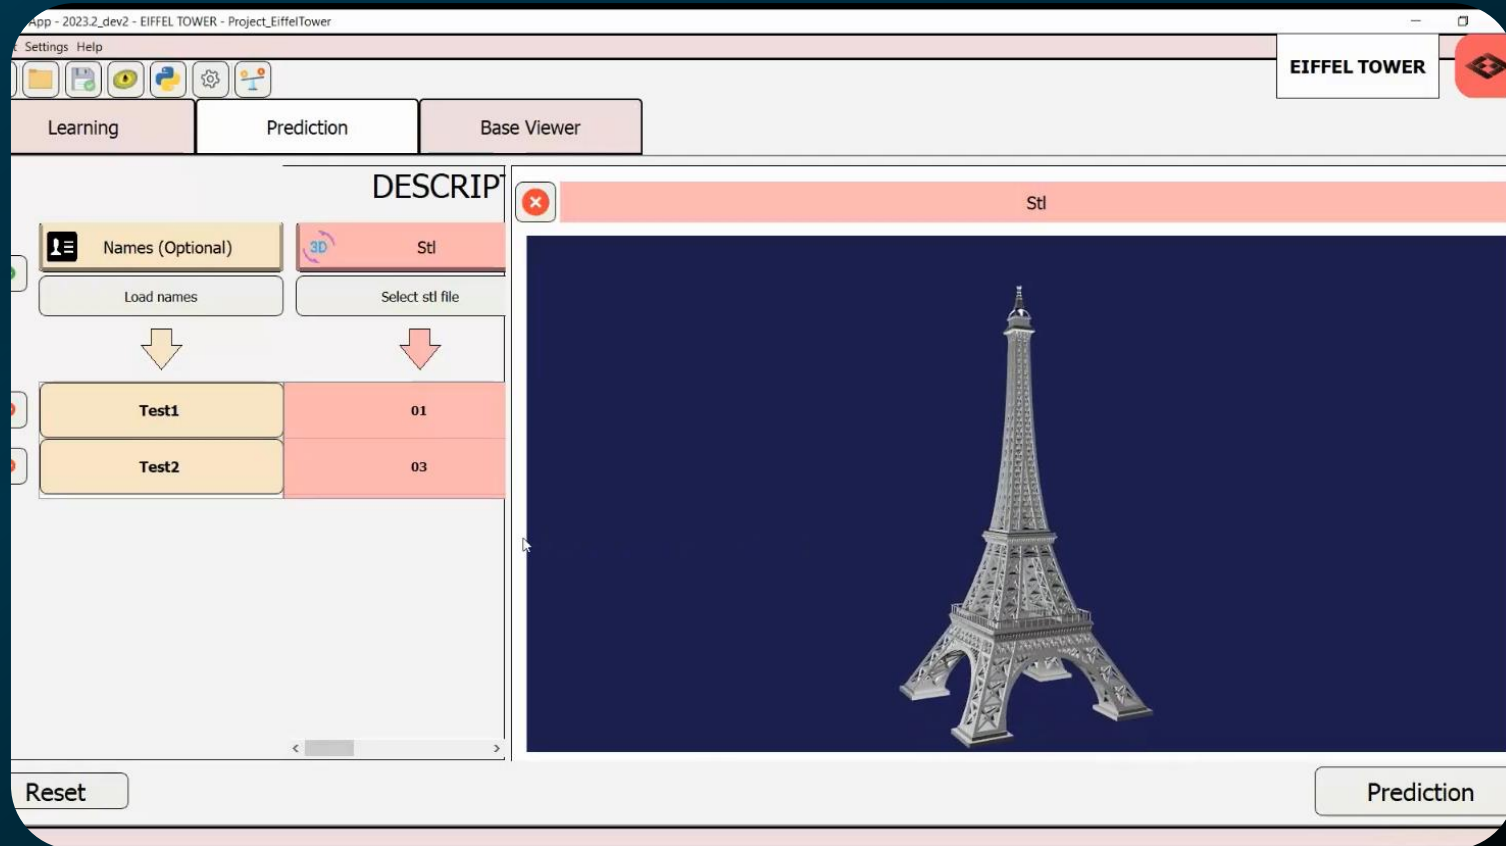 App - 2023.2_dev2 - EIFFEL TOWER - Project_EiffelTower
Settings Help
EIFFEL TOWER
Learning
Prediction
Base Viewer
DESCRIP
Stl
Names (Optional)
3D
Stl
Load names
Select stl file
Test1
01
Test2
03
Reset
Prediction